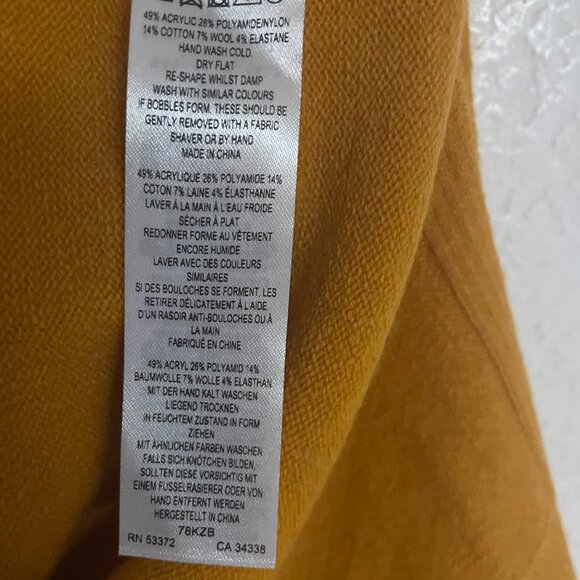 49% ACRYLIC 26% POLYAMIDE/NYLON
14% COTTON 7% WOOL 4% ELASTANE
HAND WASH COLD
DRY FLAT
RE-SHAPE WHILST DAMP
WASH WITH SIMILAR COLOURS
IF BOBBLES FORM, THESE SHOULD BE
GENTLY REMOVED WITH A FABRIC
SHAVER OR BY HAND
MADE IN CHINA
49% ACRYLIQUE 26% POLYAMIDE 14%
COTON 7% LAINE 4% ÉLASTHANNE
LAVER À LA MAIN À L'EAU FROIDE
SÉCHER À PLAT
REDONNER FORME AU VÊTEMENT
ENCORE HUMIDE
LAVER AVEC DES COULEURS
SIMILAIRES
SI DES BOULOCHES SE FORMENT, LES
RETIRER DÉLICATEMENT À L'AIDE
D'UN RASOIR ANTI-BOULOCHES OU À
LA MAIN
FABRIQUÉ EN CHINE
49% ACRYL 26% POLYAMID 14%
BAUMWOLLE 7% WOLLE 4% ELASTHAN
MIT DER HAND KALT WASCHEN
LIEGEND TROCKNEN
IN FEUCHTEM ZUSTAND IN FORM
ZIEHEN
MIT ÄHNLICHEN FARBEN WASCHEN
FALLS SICH KNÖTCHEN BILDEN,
SOLLTEN DIESE VORSICHTIG MIT
EINEM FUSSELRASIERER ODER VON
HAND ENTFERNT WERDEN
HERGESTELLT IN CHINA
78KZB
RN 53372 CA 34338